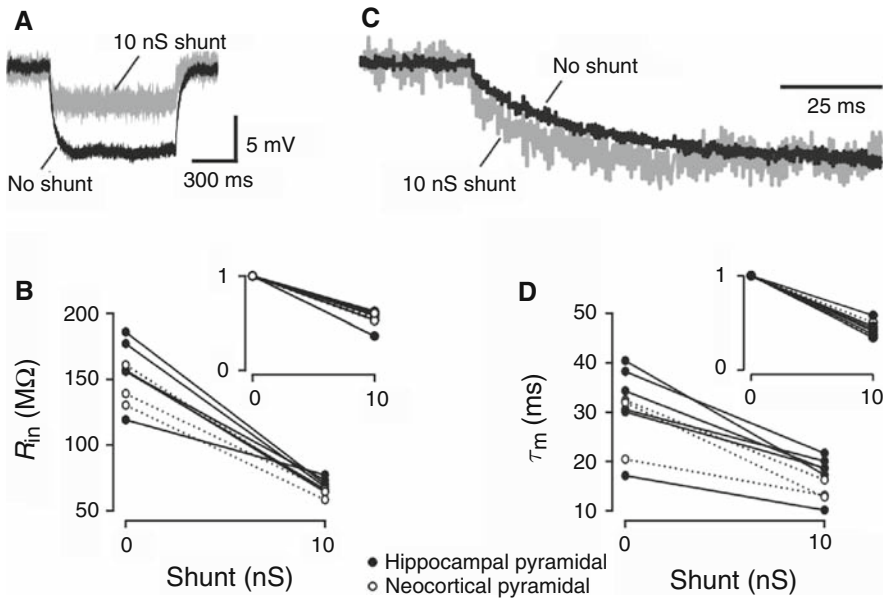 A
10 nS shunt
No shunt
5 mV
300 ms
C
No shunt
10 nS shunt
25 ms
B
Rin (MΩ)
200
150
100
50
0
10
Shunt (nS)
1
0
0
10
D
τm (ms)
50
40
30
20
10
0
10
Shunt (nS)
1
0
0
10
Hippocampal pyramidal
Neocortical pyramidal